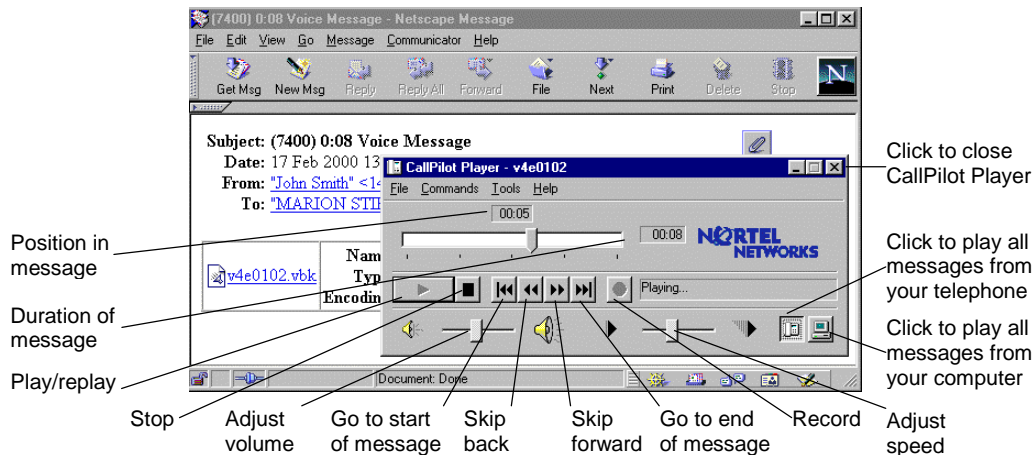 (7400) 0:08 Voice Message - Netscape Message
File Edit View Go Message Communicator Help
Get Msg New Msg Reply Reply All Forward File Next Print Delete Stop
N
Subject: (7400) 0:08 Voice Message
Date: 17 Feb 2000 13
From: "John Smith" <14
To: "MARION STI
v4e0102.vbk
Nam
Typ
Encodin
CallPilot Player - v4e0102
File Commands Tools Help
00:05
00:08
NORTEL
NETWORKS
Playing...
Document: Done
Click to close
CallPilot Player
Click to play all
messages from
your telephone
Click to play all
messages from
your computer
Position in
message
Duration of
message
Play/replay
Stop
Adjust
volume
Go to start
of message
Skip
back
Skip
forward
Go to end
of message
Record
Adjust
speed